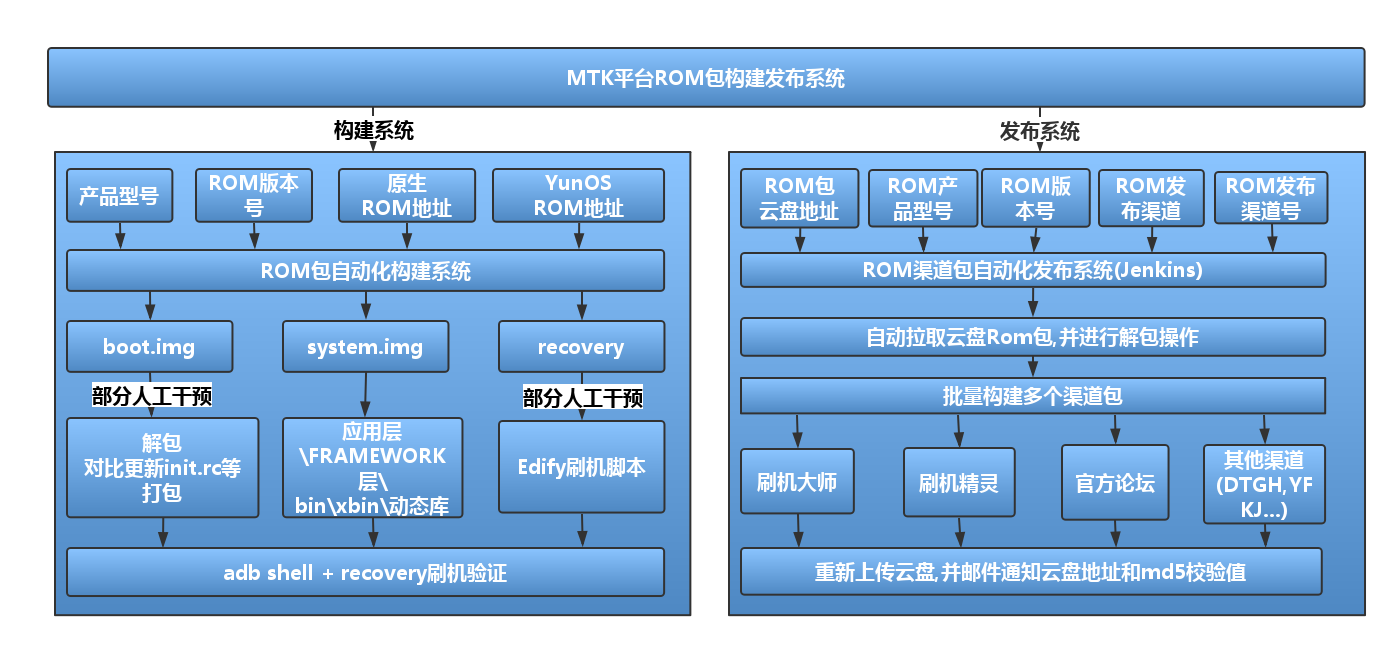 MTK平台ROM包构建发布系统
构建系统
发布系统
产品型号
ROM版本
号
原生
ROM地址
YunOS
ROM地址
ROM包自动化构建系统
boot.img
system.img
recovery
部分人工干预
部分人工干预
解包
对比更新init.rc等
打包
应用层
\FRAMEWORK
层\
bin\xbin\动态库
Edify刷机脚本
adb shell + recovery刷机验证
ROM包
云盘地址
ROM产
品型号
ROM版
本号
ROM发
布渠道
ROM发布
渠道号
ROM渠道包自动化发布系统(Jenkins)
自动拉取云盘Rom包,并进行解包操作
批量构建多个渠道包
刷机大师
刷机精灵
官方论坛
其他渠道
(DTGH,YF
KJ...)
重新上传云盘,并邮件通知云盘地址和md5校验值